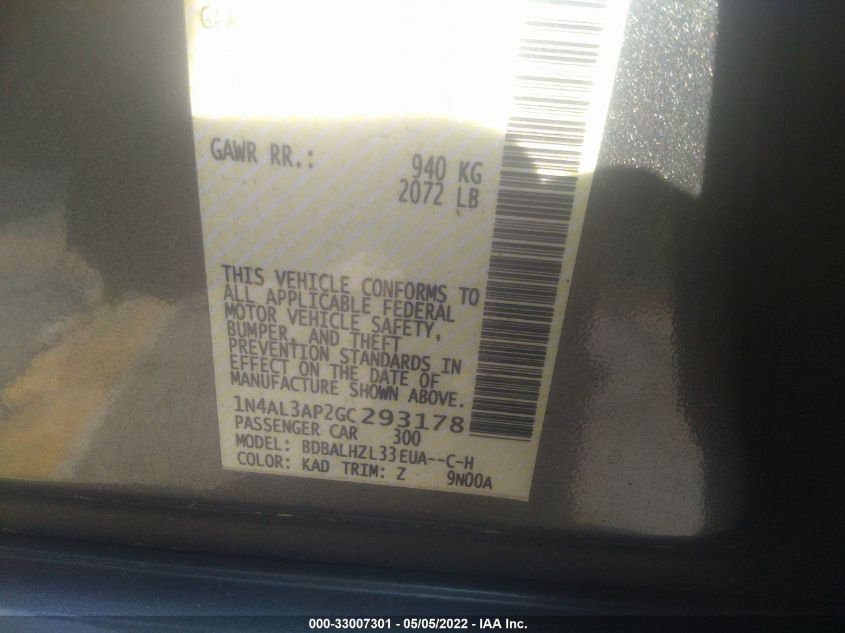 GAWR RR.: 940 KG
2072 LB
THIS VEHICLE CONFORMS TO
ALL APPLICABLE FEDERAL
MOTOR VEHICLE SAFETY,
BUMPER, AND THEFT
PREVENTION STANDARDS IN
EFFECT ON THE DATE OF
MANUFACTURE SHOWN ABOVE.
1N4AL3AP2GC293178
PASSENGER CAR 300
MODEL: BDBALHZL33EUA--C-H
COLOR: KAD TRIM: Z 9N00A
000-33007301 - 05/05/2022 - IAA Inc.